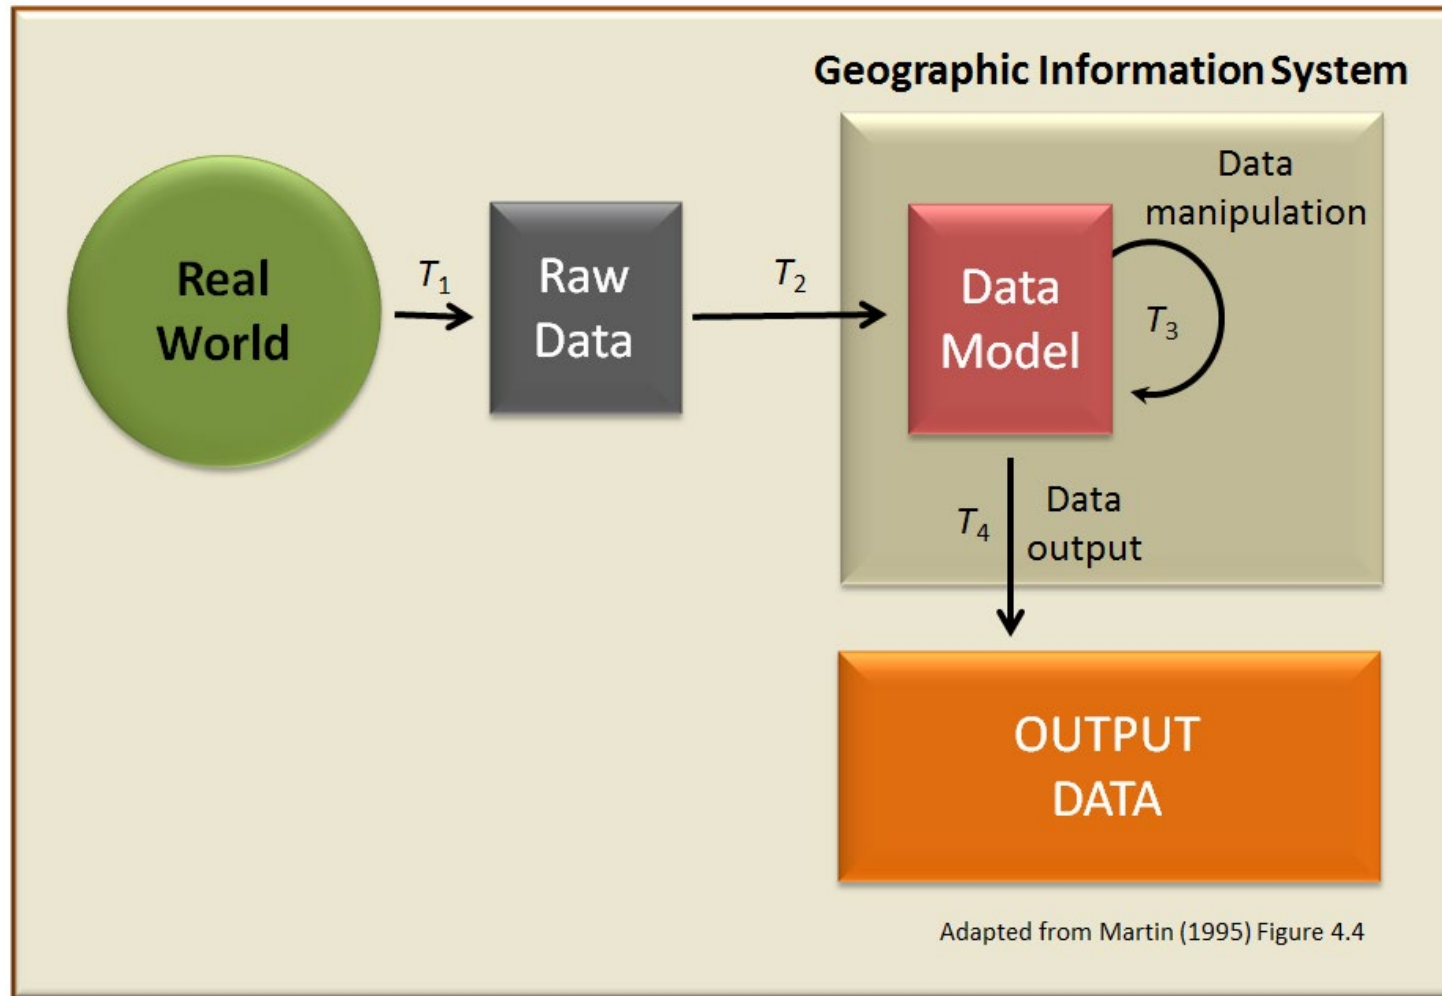 Geographic Information System
Real
World
T1
Raw
Data
T2
Data
Model
Data
manipulation
T3
T4
Data
output
OUTPUT
DATA
Adapted from Martin (1995) Figure 4.4